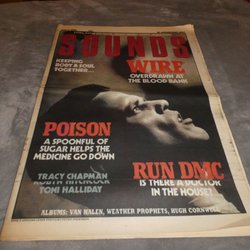 SOUNDS
KEEPING
BODY & SOUL
TOGETHER...
WIRE
OVERDRAWN AT
THE BLOOD BANK
POISON
A SPOONFUL OF
SUGAR HELPS THE
MEDICINE GO DOWN
TRACY CHAPMAN
ROBYN HITCHCOCK
TONI HALLIDAY
RUN DMC
IS THERE A DOCTOR
IN THE HOUSE?
ALBUMS: VAN HALEN, WEATHER PROPHETS, HUGH CORNWELL